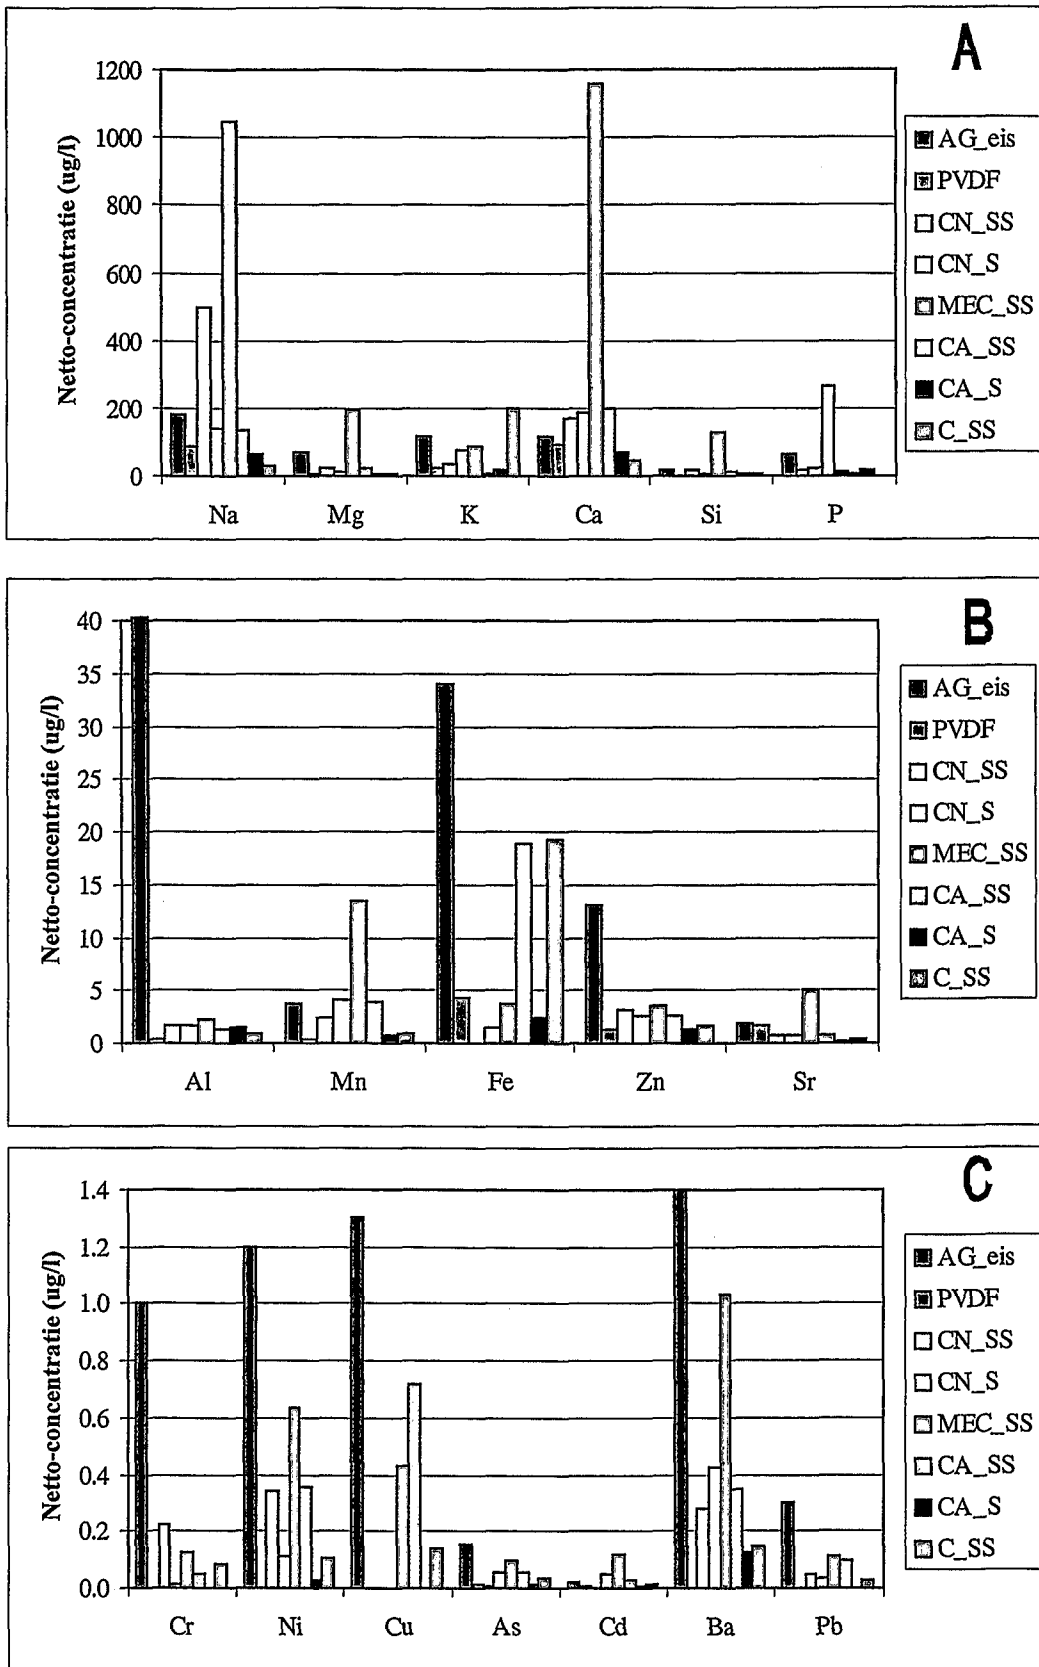 A
Netto-concentratie (ug/l)
1200
1000
800
600
400
200
0
Na Mg K Ca Si P
AG_eis
PVDF
CN_SS
CN_S
MEC_SS
CA_SS
CA_S
C_SS
B
Netto-concentratie (ug/l)
40
35
30
25
20
15
10
5
0
Al Mn Fe Zn Sr
AG_eis
PVDF
CN_SS
CN_S
MEC_SS
CA_SS
CA_S
C_SS
C
Netto-concentratie (ug/l)
1.4
1.2
1.0
0.8
0.6
0.4
0.2
0.0
Cr Ni Cu As Cd Ba Pb
AG_eis
PVDF
CN_SS
CN_S
MEC_SS
CA_SS
CA_S
C_SS